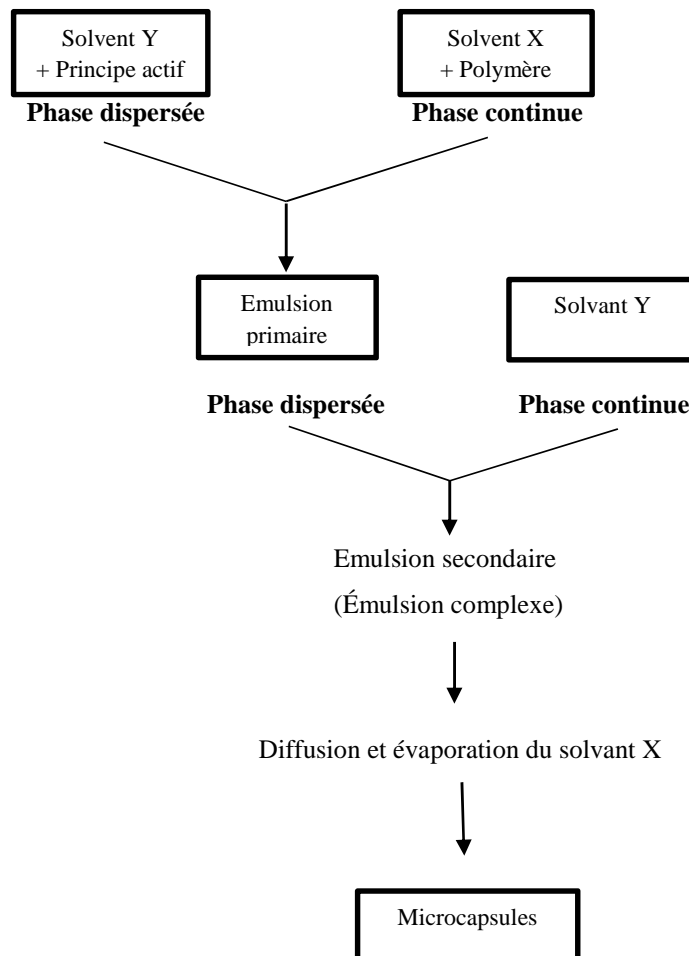 Solvent Y
+ Principe actif
Solvent X
+ Polymère
Phase dispersée
Phase continue
Emulsion
primaire
Solvant Y
Phase dispersée
Phase continue
Emulsion secondaire
(Émulsion complexe)
Diffusion et évaporation du solvant X
Microcapsules